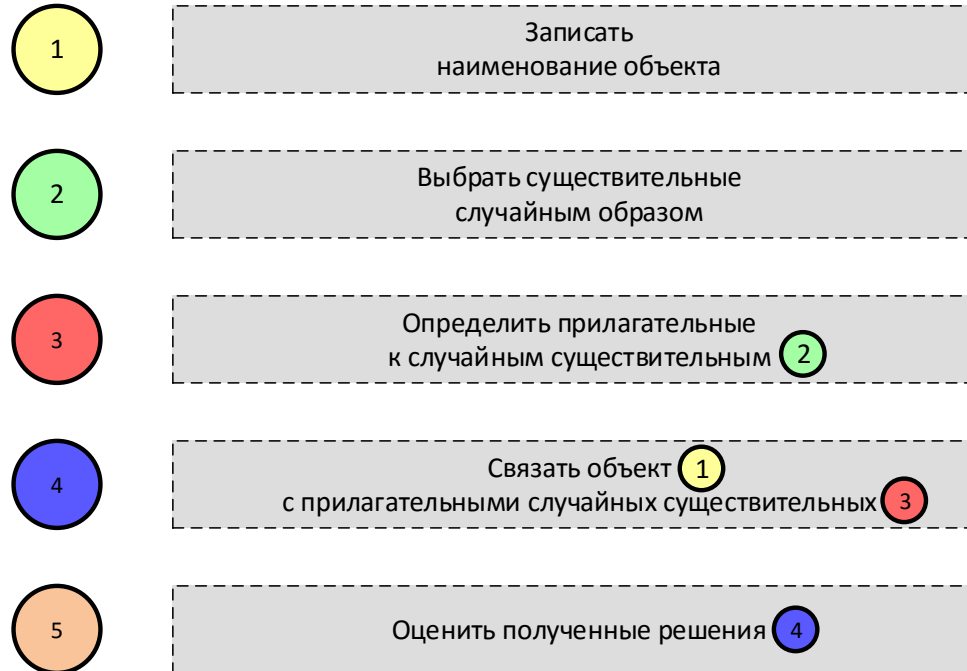 1
Записать
наименование объекта
2
Выбрать существительные
случайным образом
3
Определить прилагательные
к случайным существительным 2
4
Связать объект 1
с прилагательными случайных существительных 3
5
Оценить полученные решения 4